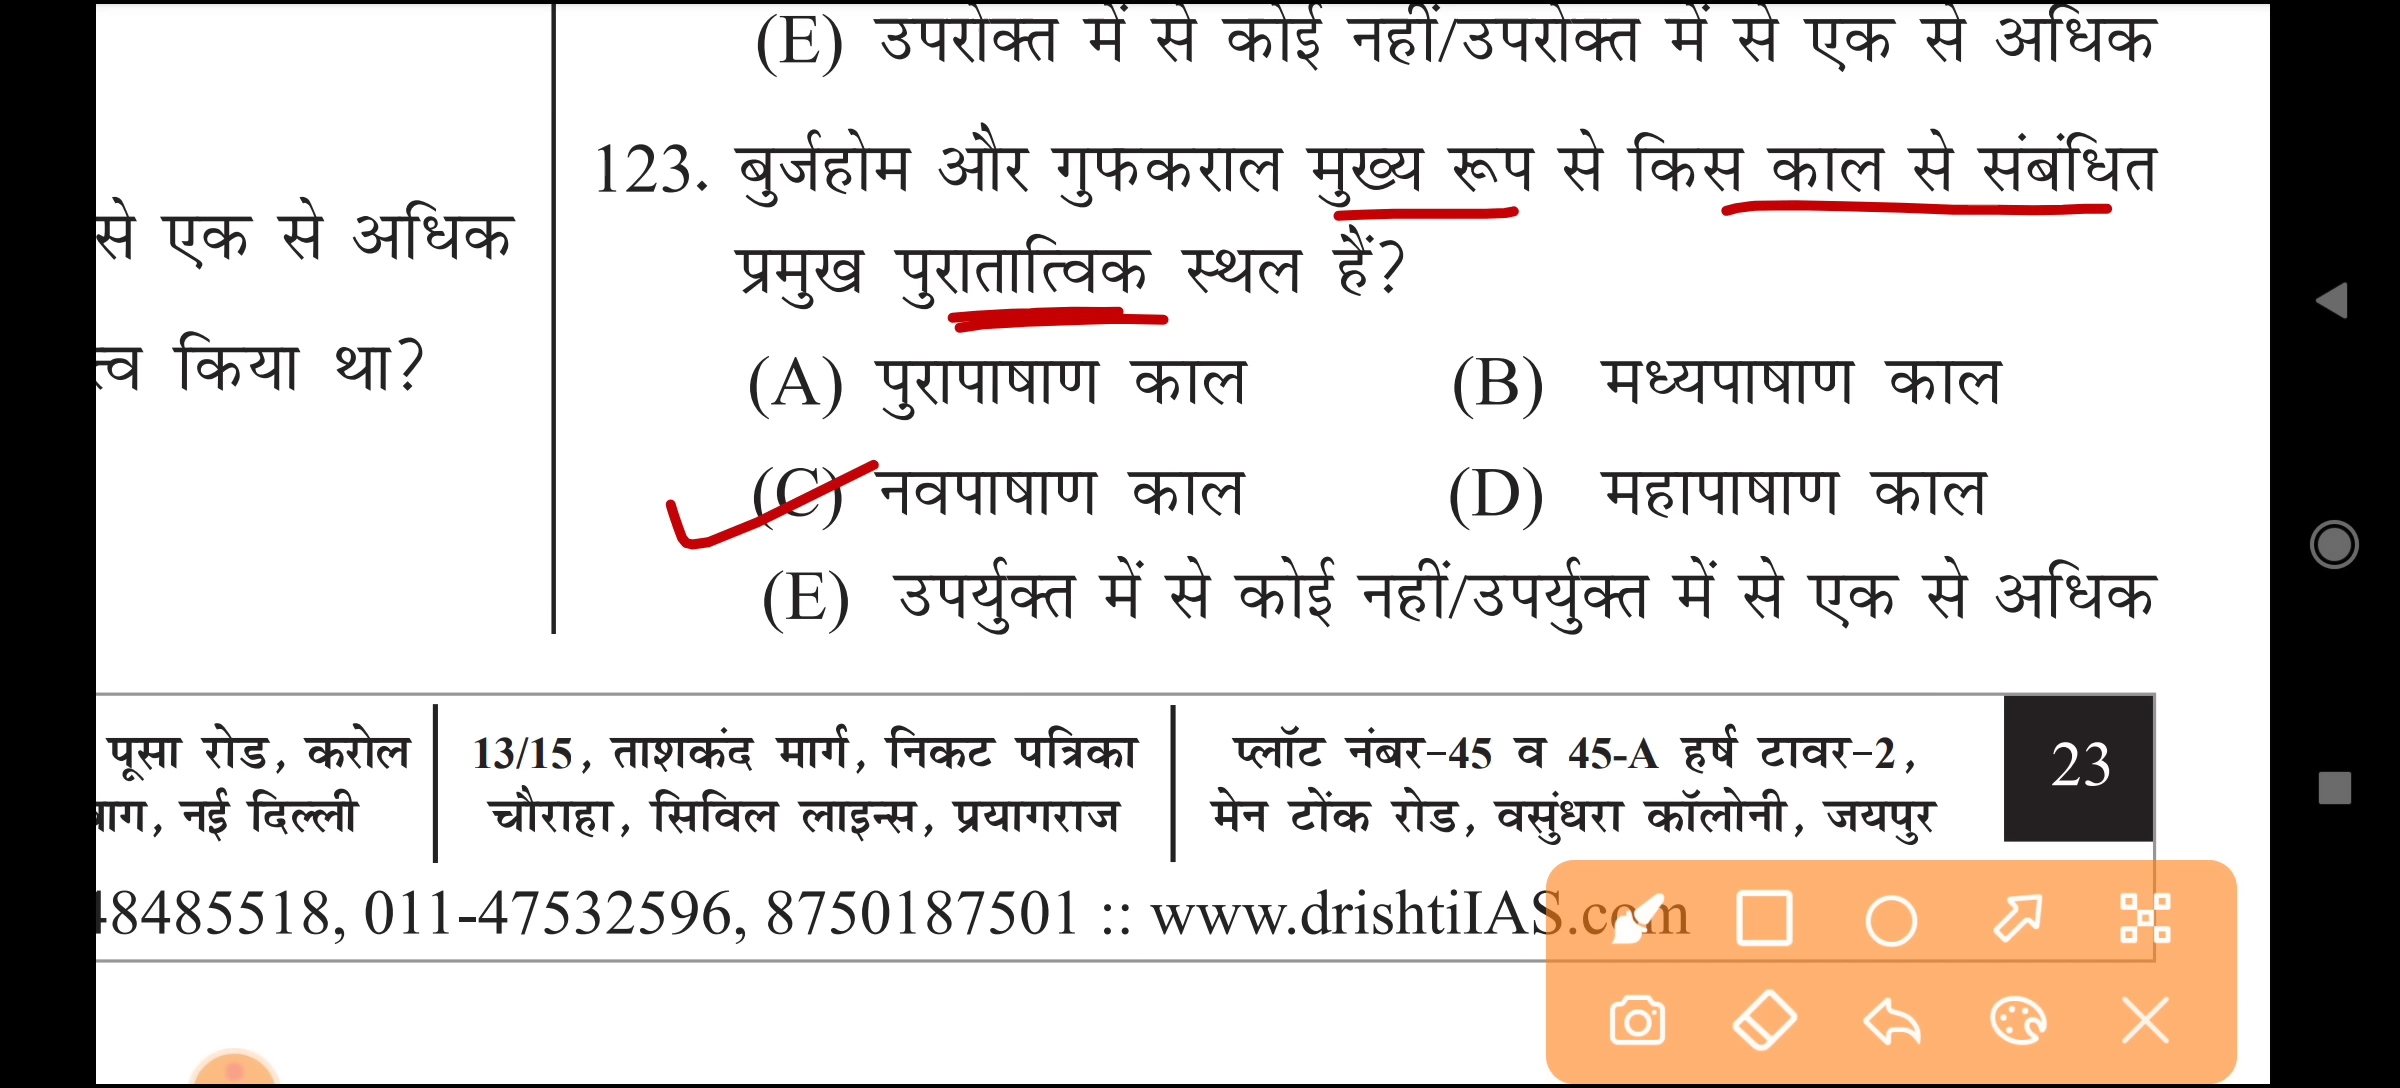 (E) उपरोक्त में से कोई नहीं/उपरोक्त में से एक से अधिक
से एक से अधिक
किया था?
123. बुर्जहोम और गुफकराल मुख्य रूप से किस काल से संबंधित
प्रमुख पुरातात्विक स्थल हैं?
(A) पुरापाषाण काल (B) मध्यपाषाण काल
(C) नवपाषाण काल (D) महापाषाण काल
(E) उपर्युक्त में से कोई नहीं/उपर्युक्त में से एक से अधिक
पूसा रोड, करोल
बाग, नई दिल्ली
13/15, ताशकंद मार्ग, निकट पत्रिका
चौराहा, सिविल लाइन्स, प्रयागराज
प्लॉट नंबर-45 व 45-A हर्ष टावर-2,
मेन टोंक रोड, वसुंधरा कॉलोनी, जयपुर
23
48485518, 011-47532596, 8750187501 :: www.drishtiIAS.com